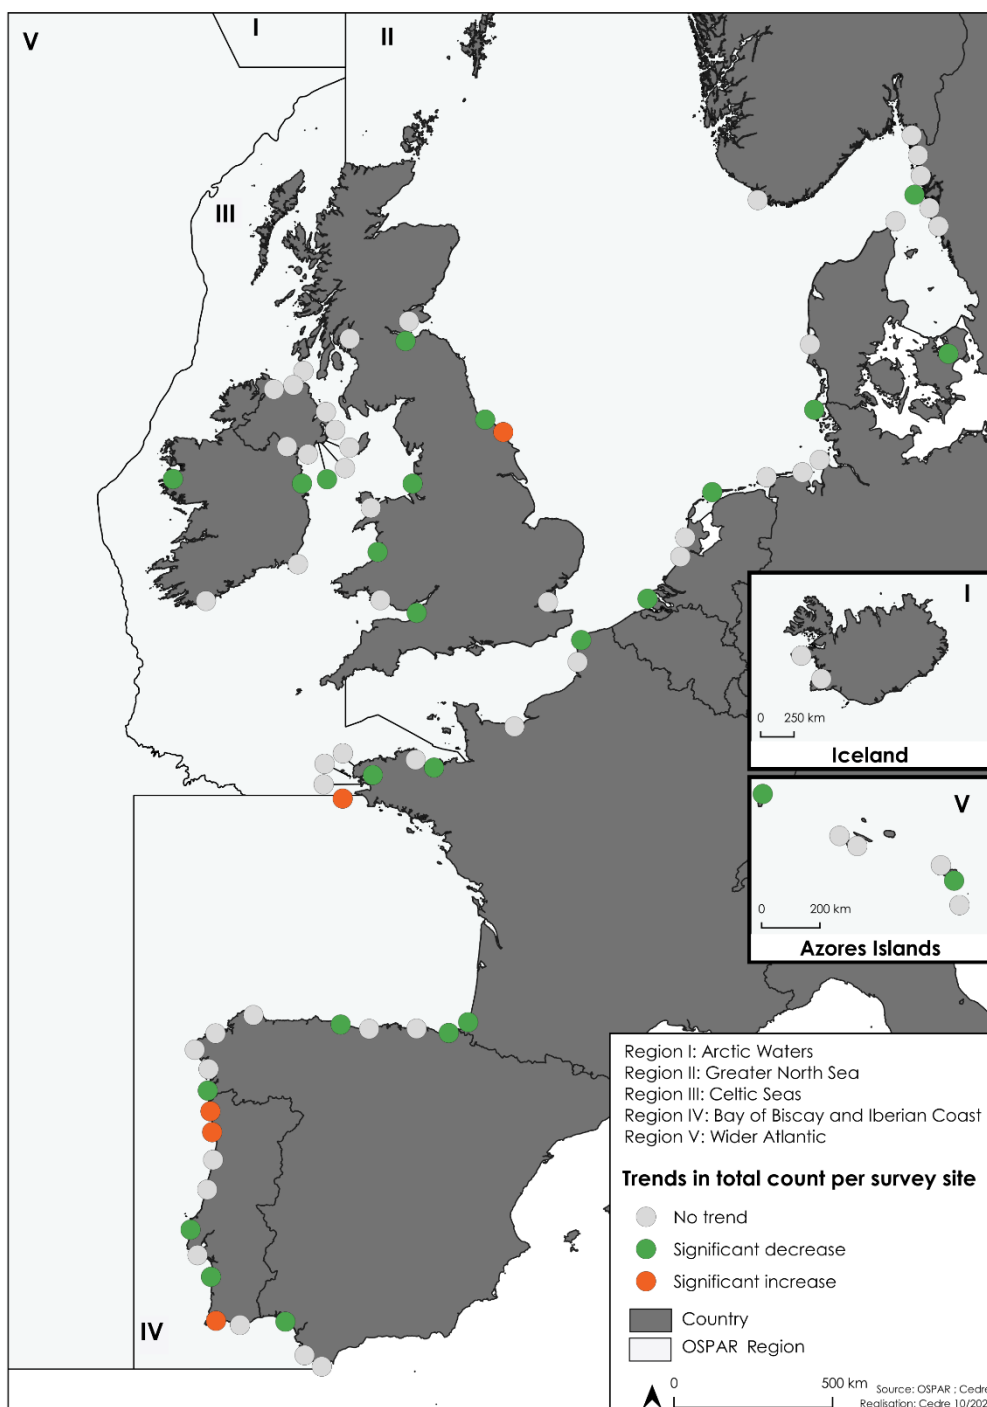 V
I
II
III
I
0 250 km
Iceland
V
0 200 km
Azores Islands
IV
Region I: Arctic Waters
Region II: Greater North Sea
Region III: Celtic Seas
Region IV: Bay of Biscay and Iberian Coast
Region V: Wider Atlantic
Trends in total count per survey site
No trend
Significant decrease
Significant increase
Country
OSPAR Region
0 500 km
Source: OSPAR ; Cedre
Realisation: Cedre